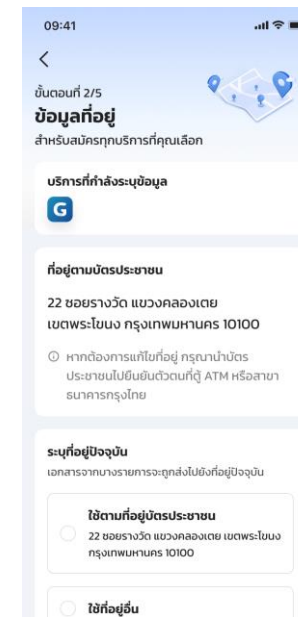 09:41
ขั้นตอนที่ 2/5
ข้อมูลที่อยู่
สำหรับสมัครทุกบริการที่คุณเลือก
บริการที่กำลังระบุข้อมูล
G
ที่อยู่ตามบัตรประชาชน
22 ซอยรางวัด แขวงคลองเตย
เขตพระโขนง กรุงเทพมหานคร 10100
หากต้องการแก้ไขที่อยู่ กรุณานำบัตร
ประชาชนไปยืนยันตัวตนที่ตู้ ATM หรือสาขา
ธนาคารกรุงไทย
ระบุที่อยู่ปัจจุบัน
เอกสารจากบางรายการจะถูกส่งไปยังที่อยู่ปัจจุบัน
ใช้ตามที่อยู่บัตรประชาชน
22 ซอยรางวัด แขวงคลองเตย เขตพระโขนง
กรุงเทพมหานคร 10100
ใช้ที่อยู่อื่น